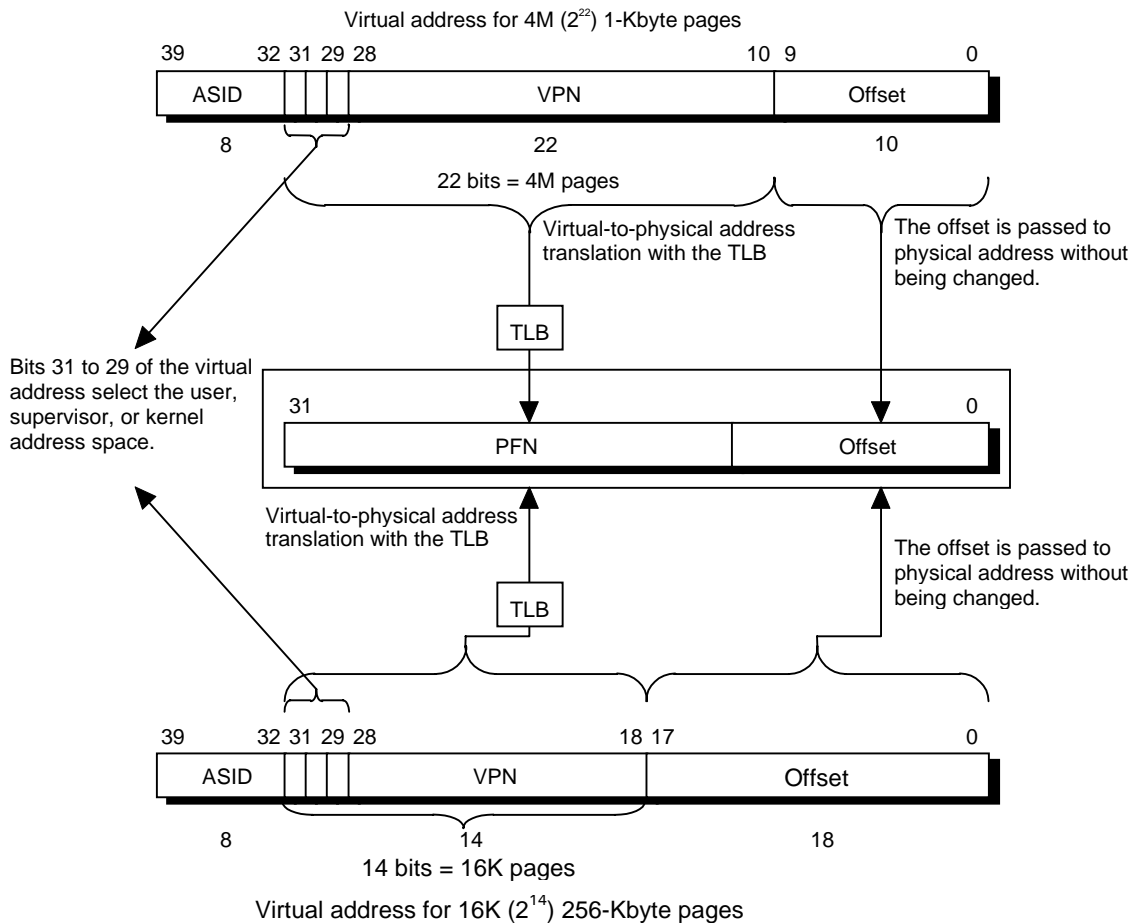 Virtual address for 4M (2²²) 1-Kbyte pages
39 32 31 29 28 10 9 0
ASID VPN Offset
8 22 10
22 bits = 4M pages
Virtual-to-physical address
translation with the TLB
The offset is passed to
physical address without
being changed.
TLB
Bits 31 to 29 of the virtual
address select the user,
supervisor, or kernel
address space.
31 0
PFN Offset
Virtual-to-physical address
translation with the TLB
The offset is passed to
physical address without
being changed.
TLB
39 32 31 29 28 18 17 0
ASID VPN Offset
8 14 18
14 bits = 16K pages
Virtual address for 16K (2¹⁴) 256-Kbyte pages